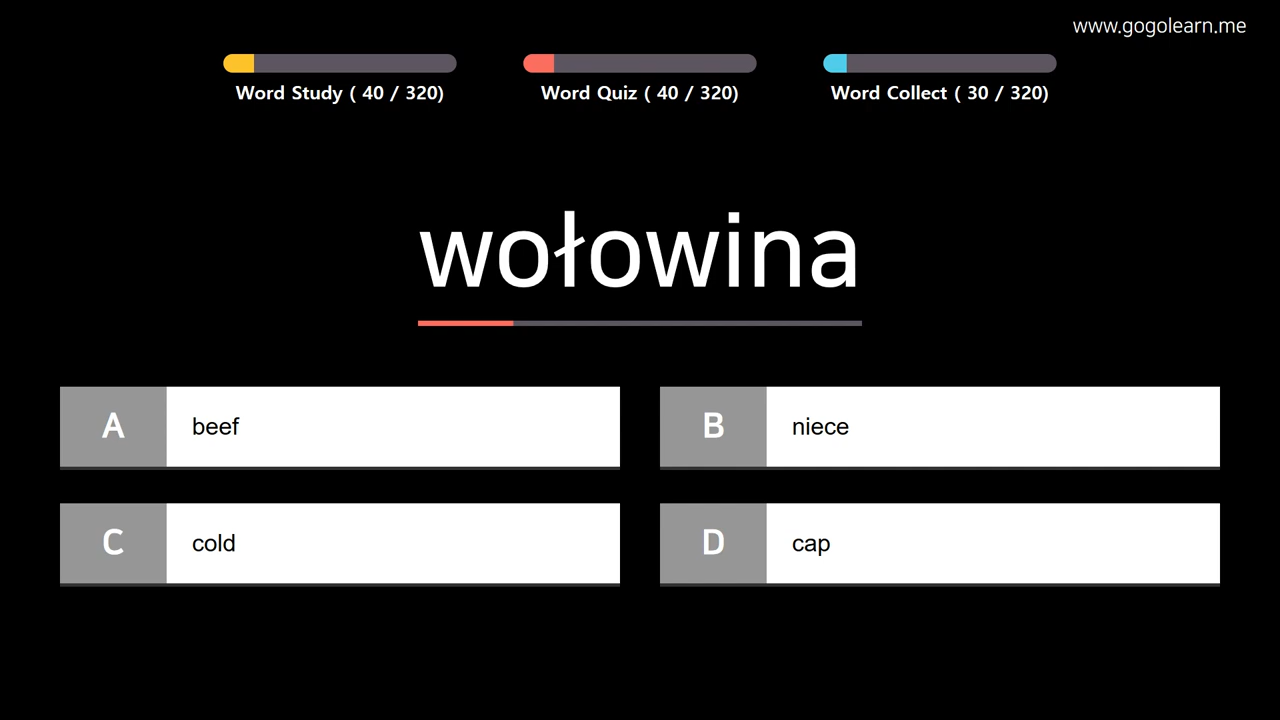 www.gogolearn.me
Word Study ( 40 / 320)
Word Quiz ( 40 / 320)
Word Collect ( 30 / 320)
wołowina
A beef
B niece
C cold
D cap